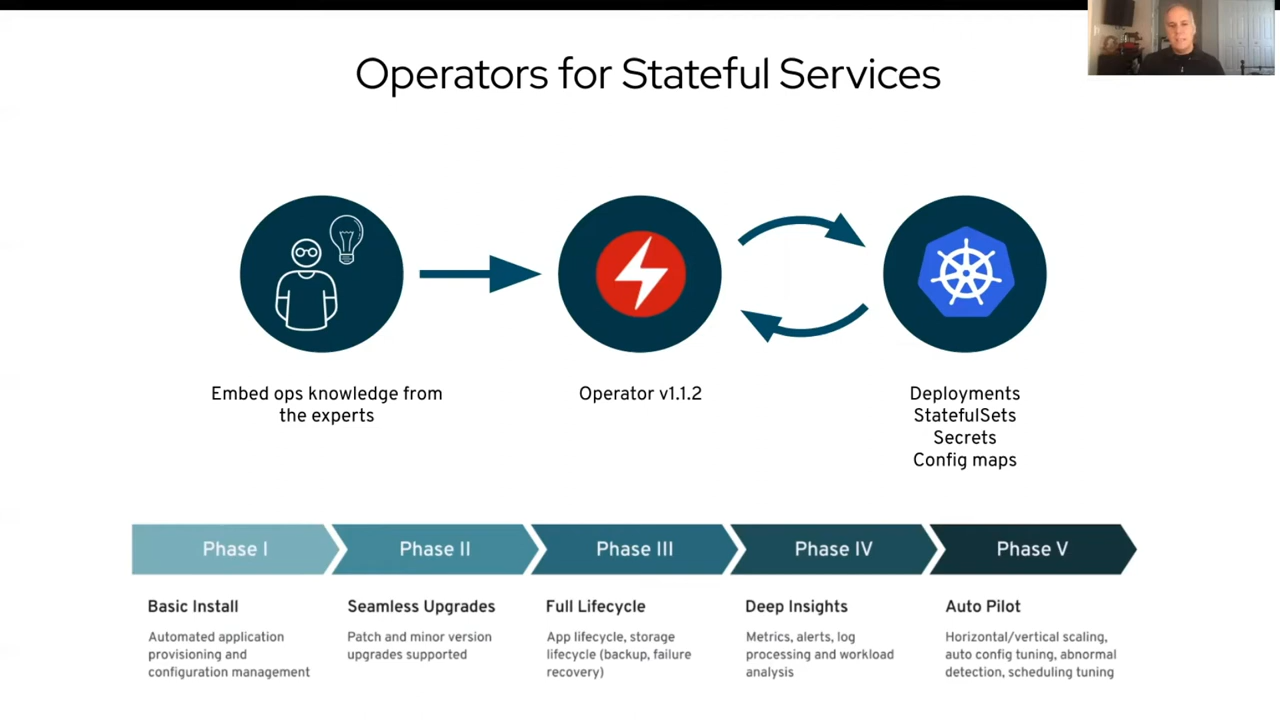 Operators for Stateful Services
Embed ops knowledge from
the experts
Operator v1.1.2
Deployments
StatefulSets
Secrets
Config maps
Phase I
Phase II
Phase III
Phase IV
Phase V
Basic Install
Automated application
provisioning and
configuration management
Seamless Upgrades
Patch and minor version
upgrades supported
Full Lifecycle
App lifecycle, storage
lifecycle (backup, failure
recovery)
Deep Insights
Metrics, alerts, log
processing and workload
analysis
Auto Pilot
Horizontal/vertical scaling,
auto config tuning, abnormal
detection, scheduling tuning